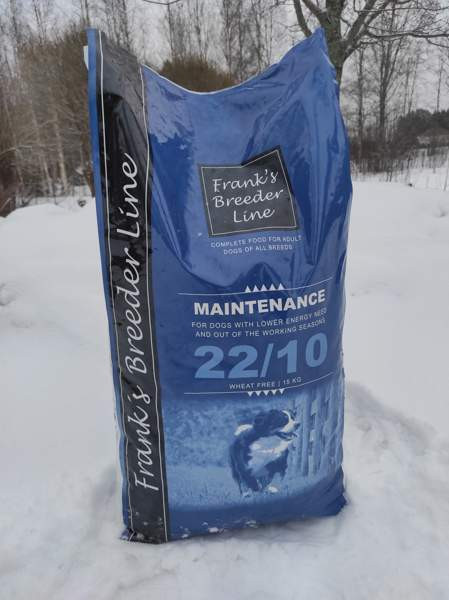 Frank's Breeder Line
Frank's
Breeder
Line
COMPLETE FOOD FOR ADULT
DOGS OF ALL BREEDS
MAINTENANCE
FOR DOGS WITH LOWER ENERGY NEED
AND OUT OF THE WORKING SEASONS
22/10
WHEAT FREE / 15 KG